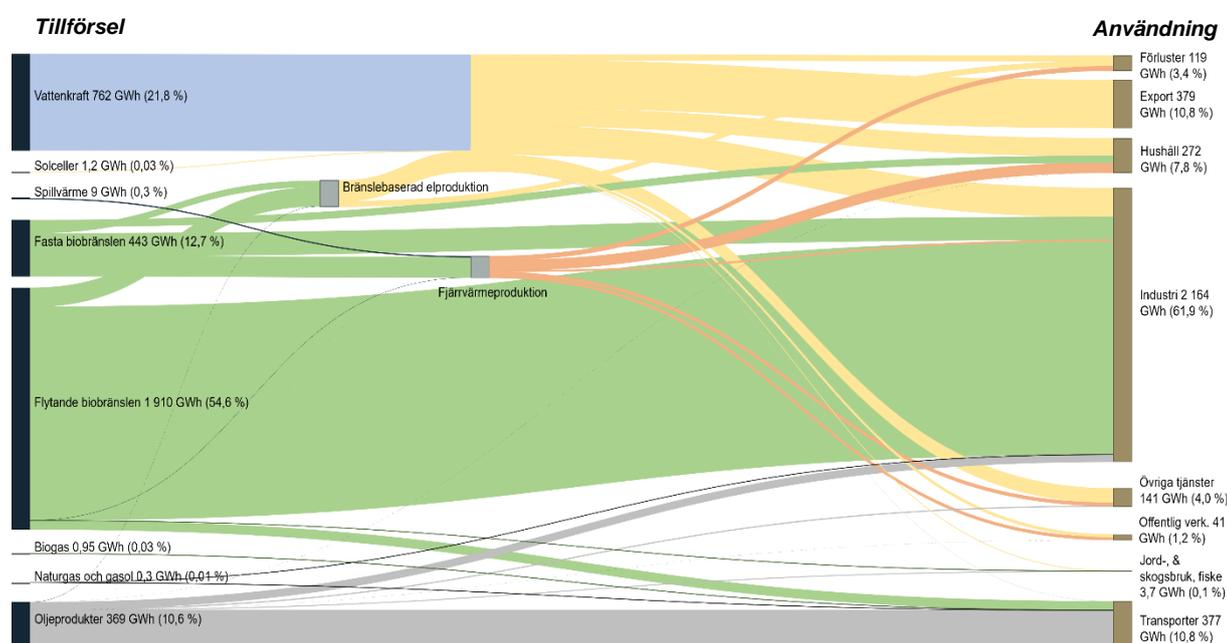 Tillförsel
Användning
Vattenkraft 762 GWh (21,8 %)
Solceller 1,2 GWh (0,03 %)
Spillvärme 9 GWh (0,3 %)
Fasta biobränslen 443 GWh (12,7 %)
Flytande biobränslen 1 910 GWh (54,6 %)
Biogas 0,95 GWh (0,03 %)
Naturgas och gasol 0,3 GWh (0,01 %)
Oljeprodukter 369 GWh (10,6 %)
Bränslebaserad elproduktion
Fjärrvärmeproduktion
Förluster 119
GWh (3,4 %)
Export 379
GWh (10,8 %)
Hushåll 272
GWh (7,8 %)
Industri 2 164
GWh (61,9 %)
Övriga tjänster
141 GWh (4,0 %)
Offentlig verk. 41
GWh (1,2 %)
Jord-, &
skogsbruk, fiske
3,7 GWh (0,1 %)
Transporter 377
GWh (10,8 %)